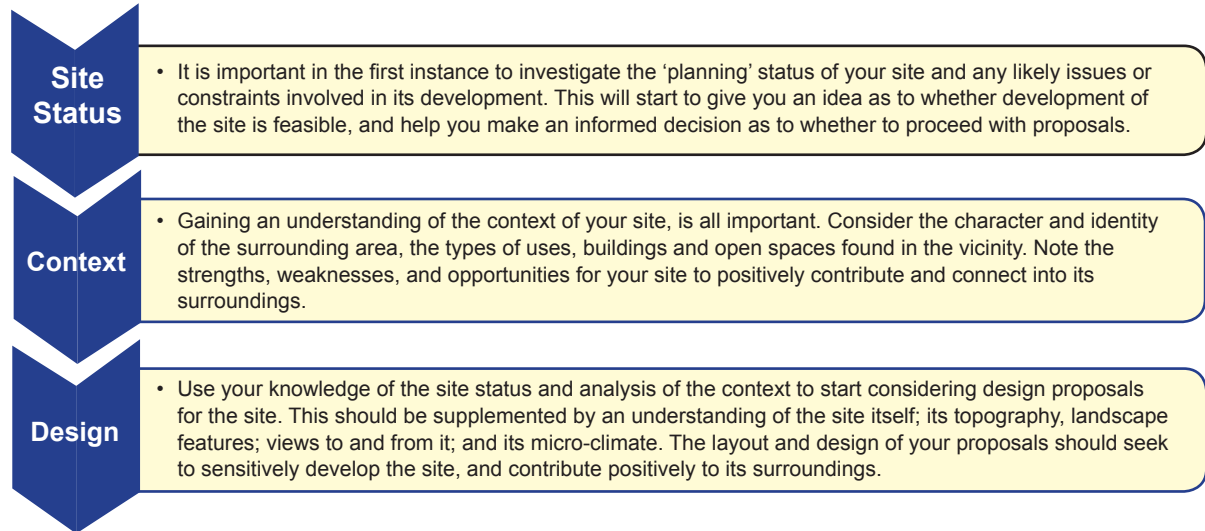 Site
Status
• It is important in the first instance to investigate the ‘planning’ status of your site and any likely issues or
constraints involved in its development. This will start to give you an idea as to whether development of
the site is feasible, and help you make an informed decision as to whether to proceed with proposals.
Context
• Gaining an understanding of the context of your site, is all important. Consider the character and identity
of the surrounding area, the types of uses, buildings and open spaces found in the vicinity. Note the
strengths, weaknesses, and opportunities for your site to positively contribute and connect into its
surroundings.
Design
• Use your knowledge of the site status and analysis of the context to start considering design proposals
for the site. This should be supplemented by an understanding of the site itself; its topography, landscape
features; views to and from it; and its micro-climate. The layout and design of your proposals should seek
to sensitively develop the site, and contribute positively to its surroundings.